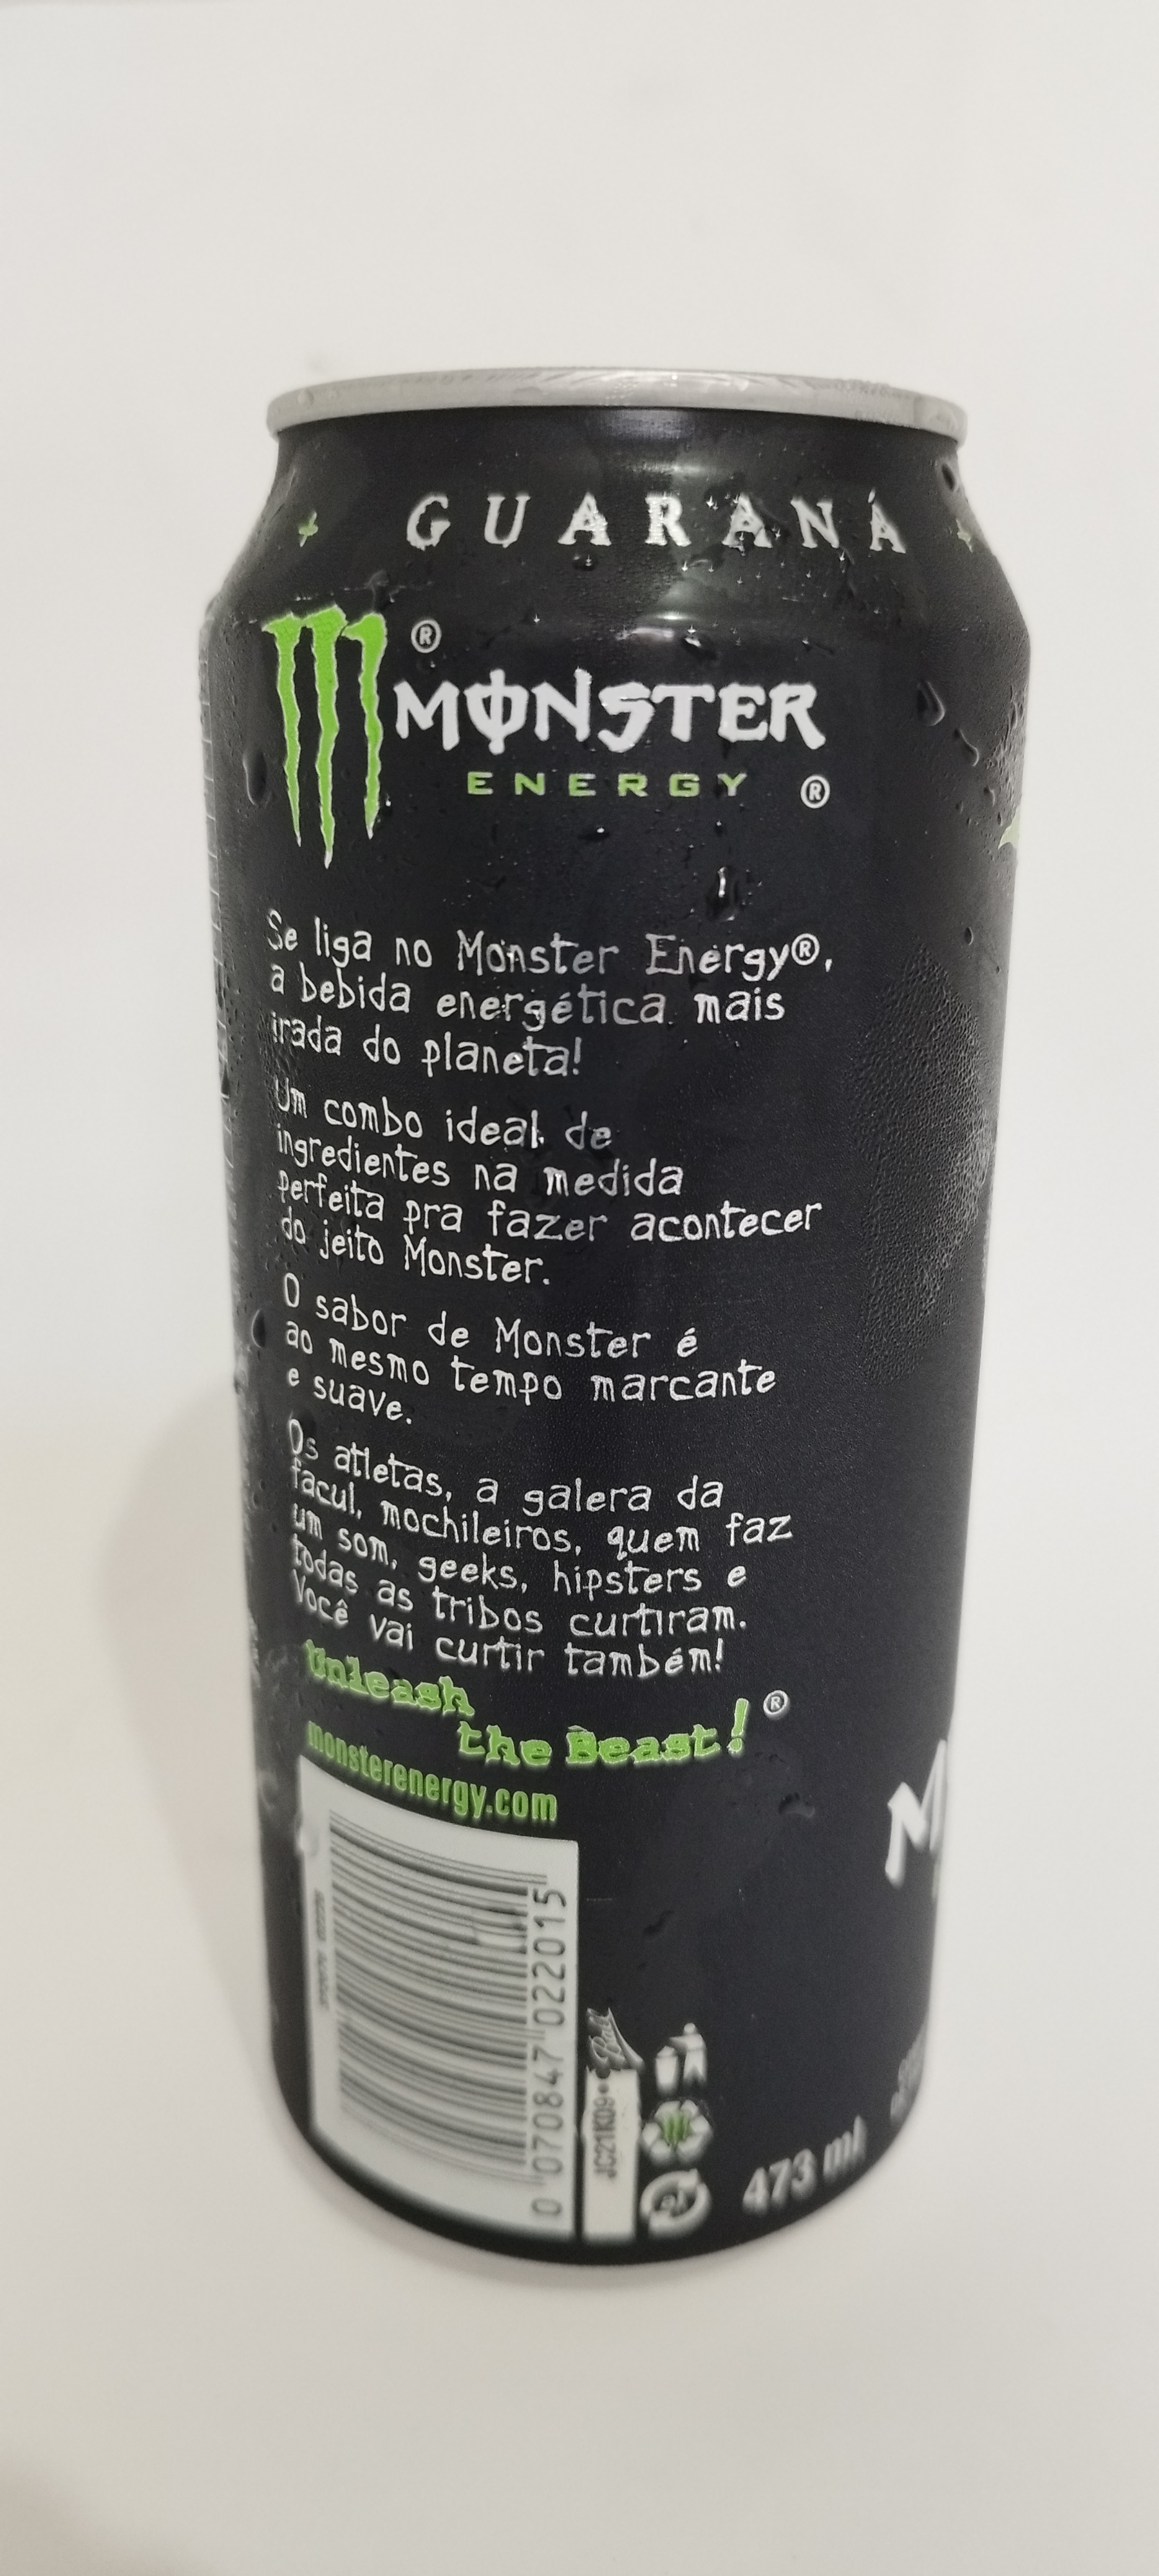 GUARANÁ
®
MONSTER
ENERGY ®
Se liga no Monster Energy®,
a bebida energética mais
irada do planeta!
Um combo ideal de
ingredientes na medida
perfeita pra fazer acontecer
do jeito Monster.
O sabor de Monster é
ao mesmo tempo marcante
e suave.
Os atletas, a galera da
facul, mochileiros, quem faz
um som, geeks, hipsters e
todas as tribos curtiram.
Você vai curtir também!
Unleash
the Beast! ®
monsterenergy.com
0 70847 022015
Ball
JC21K09
473 ml